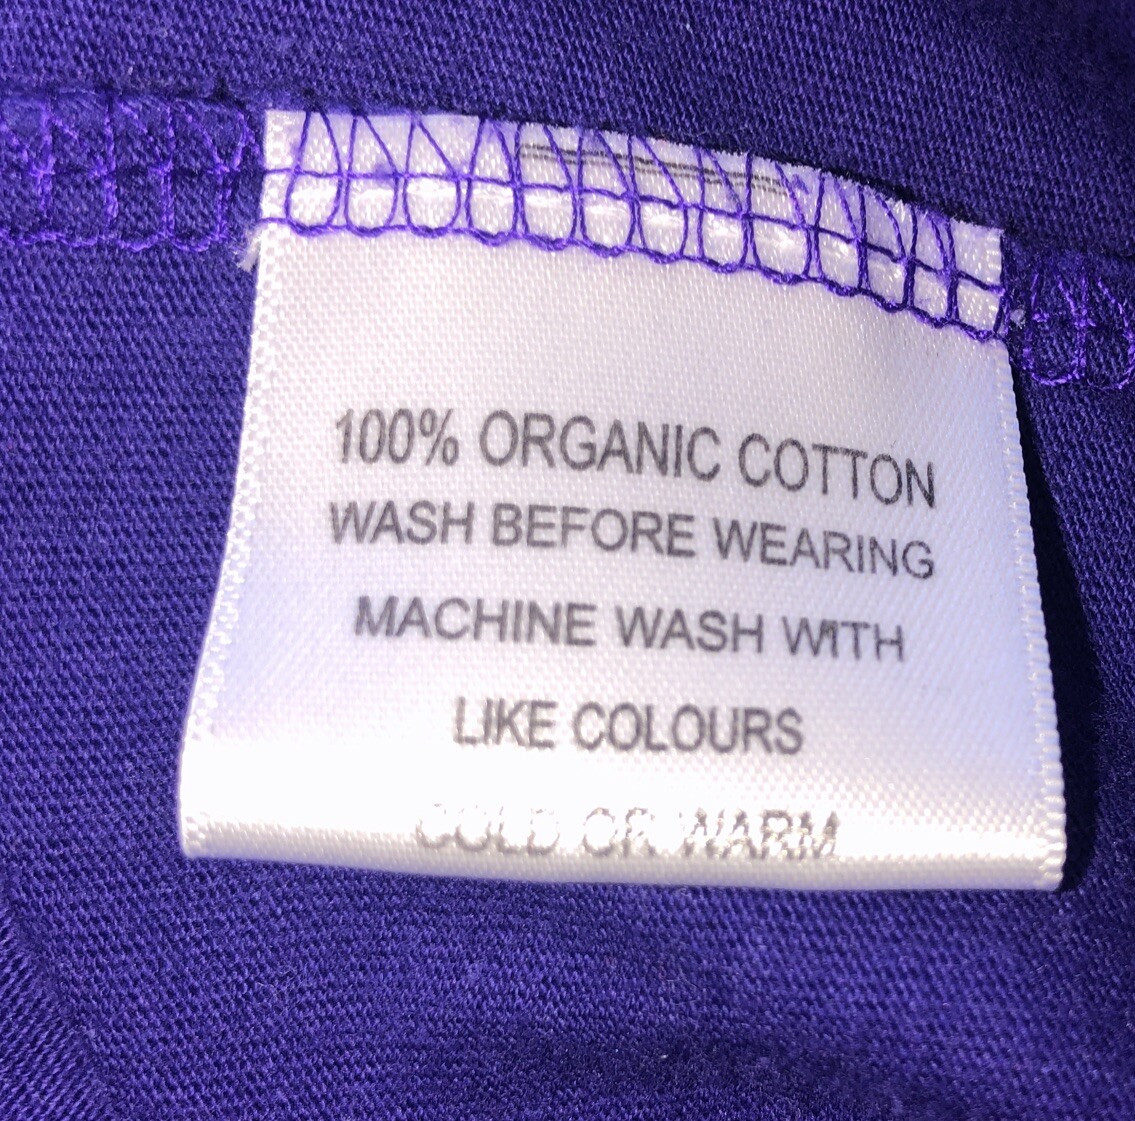 100% ORGANIC COTTON
WASH BEFORE WEARING
MACHINE WASH WITH
LIKE COLOURS
COLD OR WARM